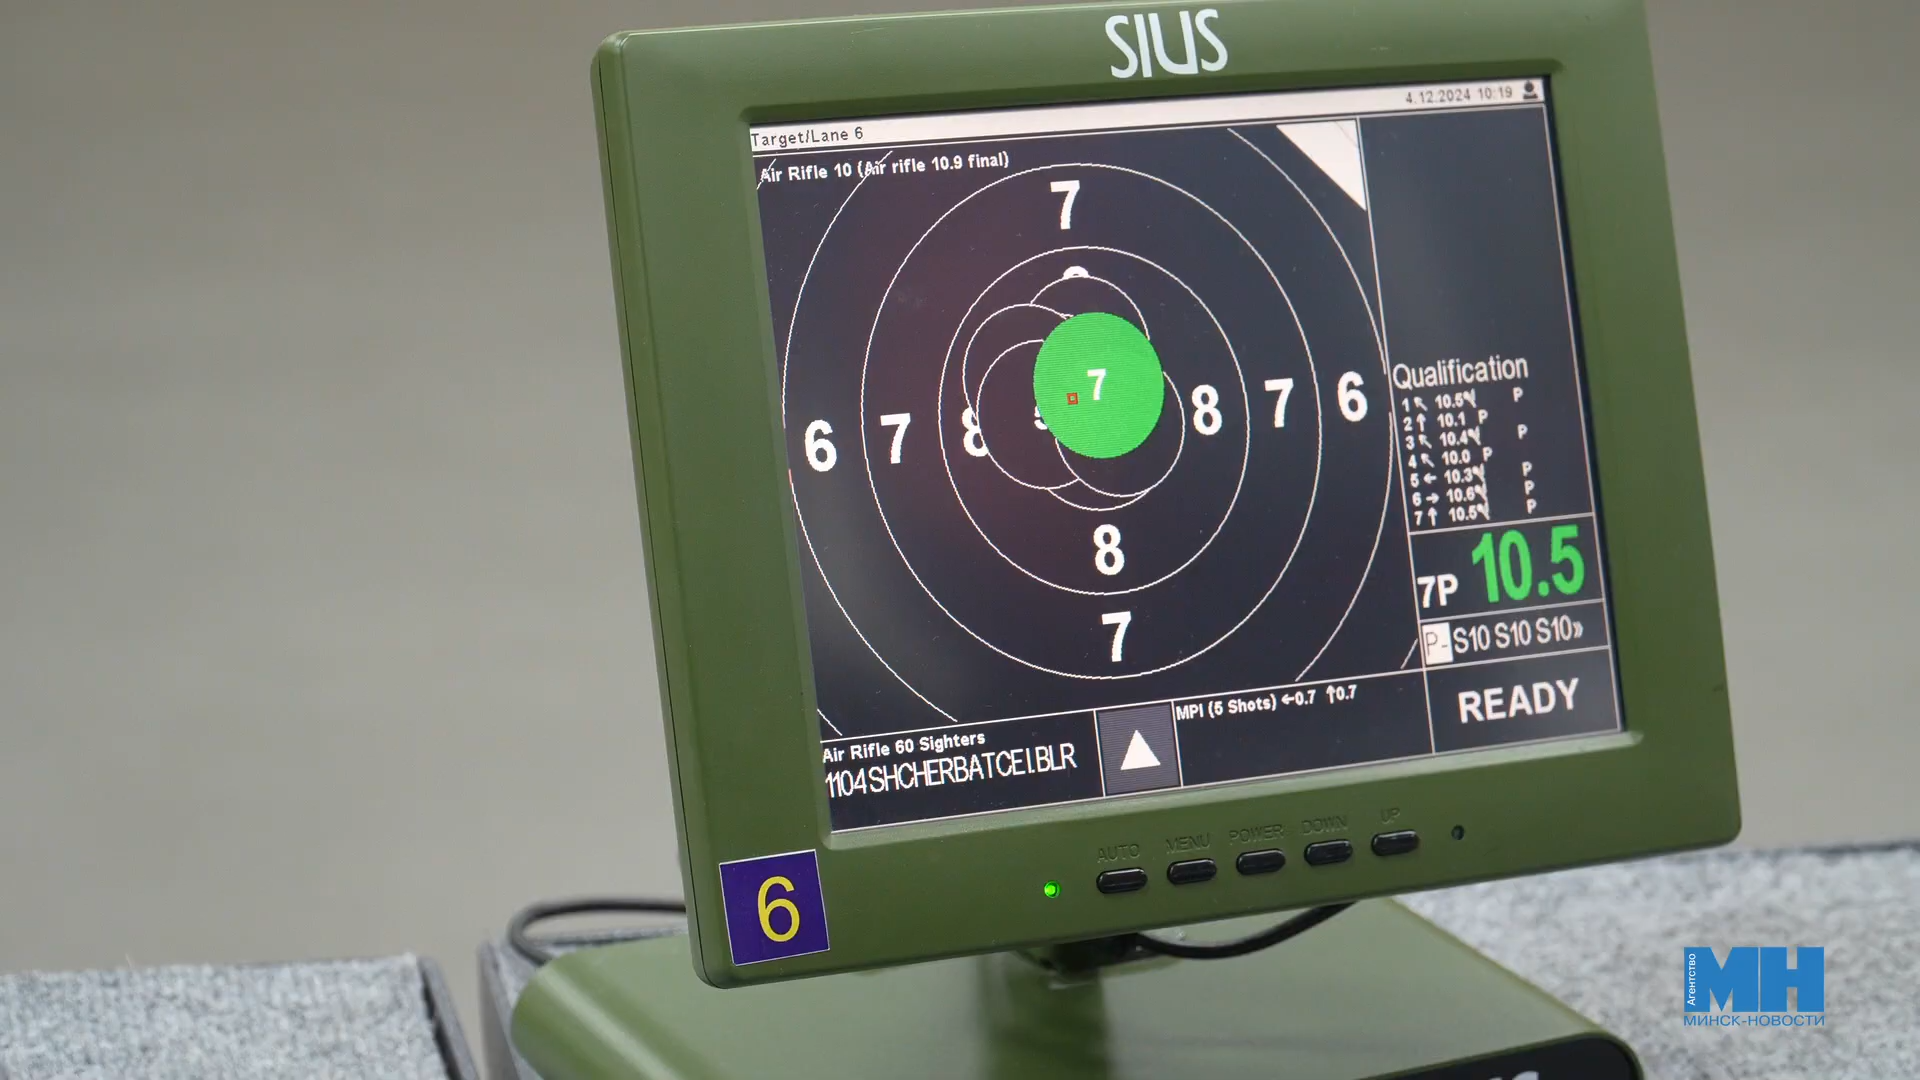 SIUS
4.12.2024 10:19
Target/Lane 6
Air Rifle 10 (Air rifle 10.9 final)
7
7
8 7 6
6 7 8
8
7
Qualification
1↖ 10.5 P
2↑ 10.1 P
3↖ 10.4 P
4↖ 10.0 P
5← 10.3 P
6→ 10.6 P
7↑ 10.5 P
7P 10.5
P- S10 S10 S10»
READY
MPI (5 Shots) ←0.7 ↑0.7
Air Rifle 60 Sighters
1104 SHCHERBATCE I. BLR
AUTO MENU POWER DOWN UP
6
Агентство
МН
МИНСК-НОВОСТИ